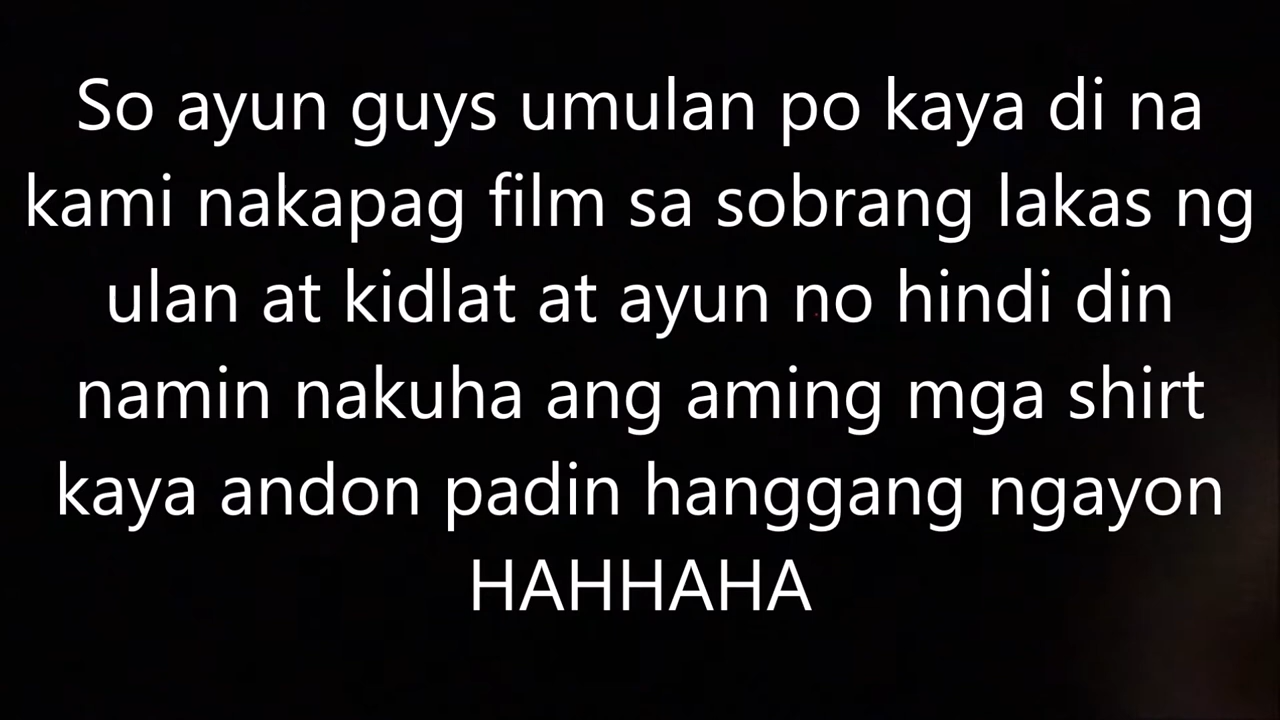 So ayun guys umulan po kaya di na
kami nakapag film sa sobrang lakas ng
ulan at kidlat at ayun no hindi din
namin nakuha ang aming mga shirt
kaya andon padin hanggang ngayon
HAHHAHA